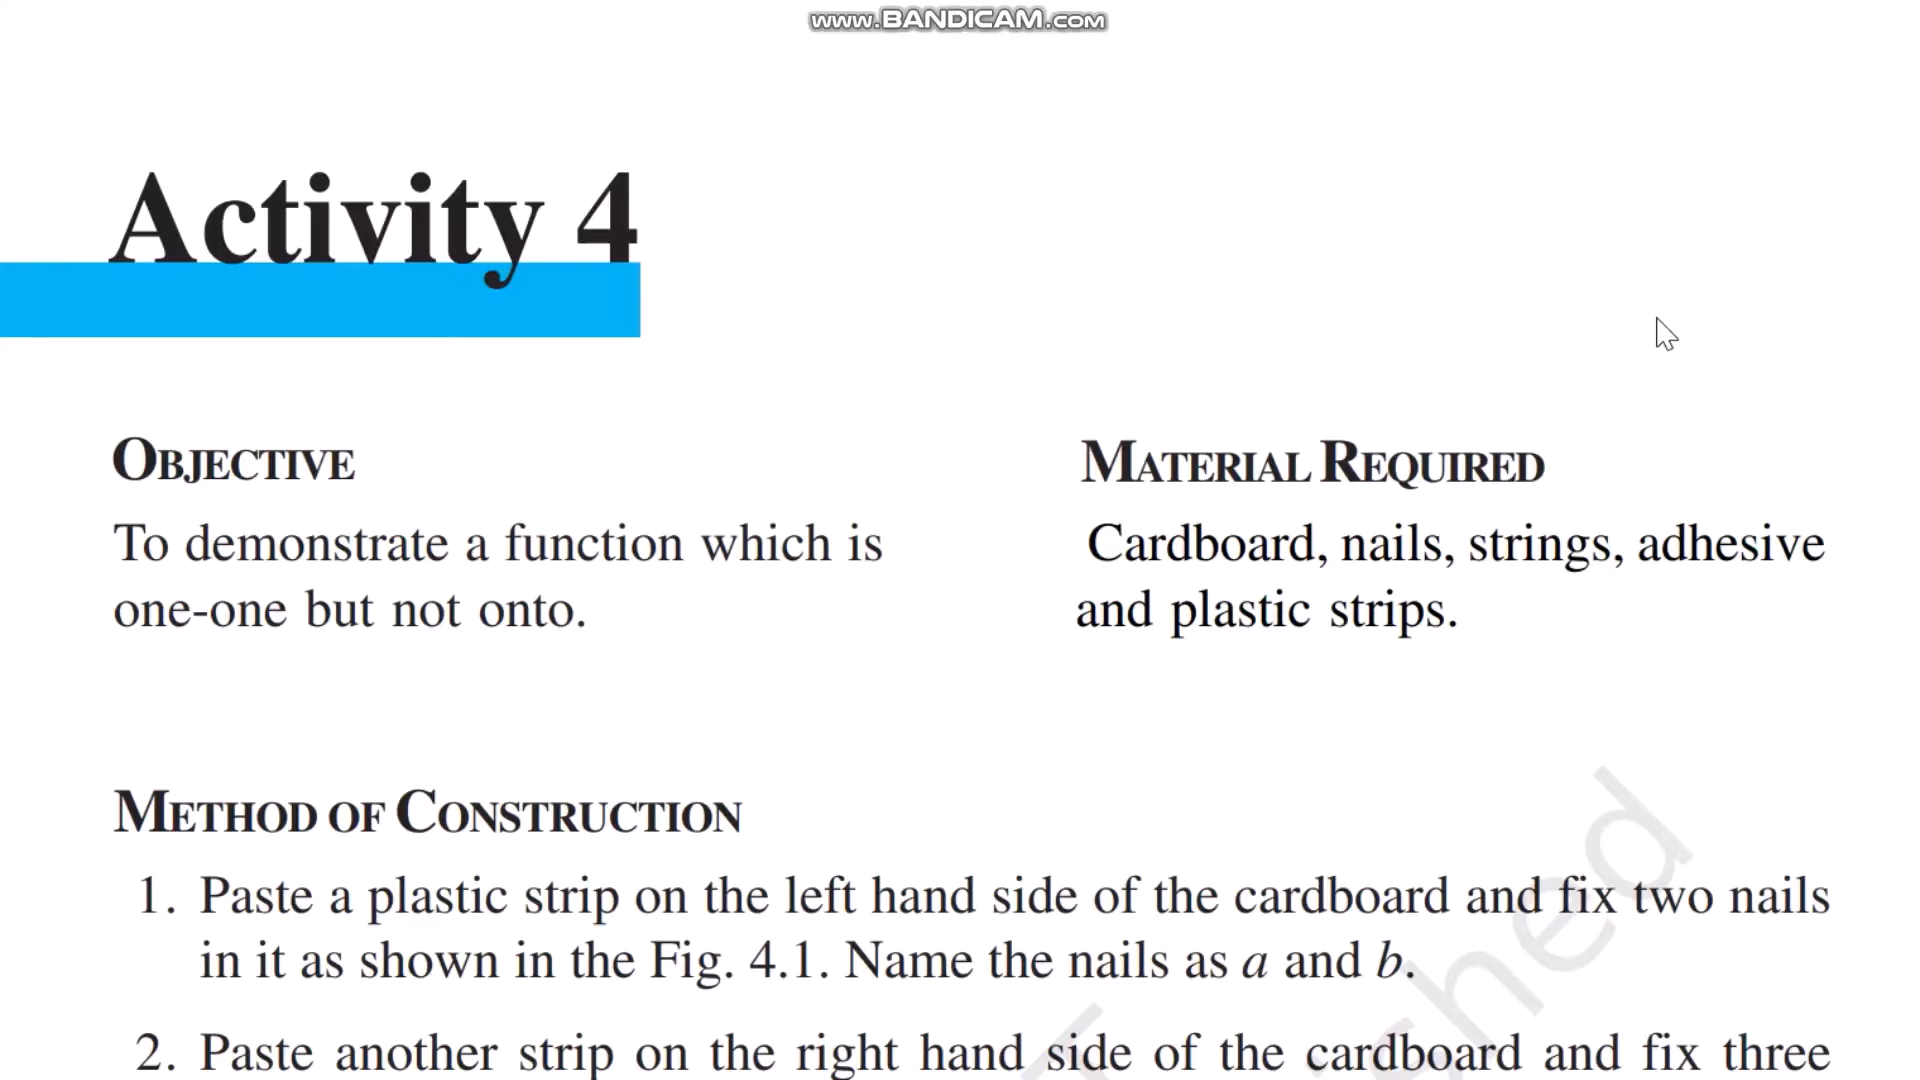 www.BANDICAM.com
Activity 4
OBJECTIVE
To demonstrate a function which is
one-one but not onto.
MATERIAL REQUIRED
Cardboard, nails, strings, adhesive
and plastic strips.
METHOD OF CONSTRUCTION
1. Paste a plastic strip on the left hand side of the cardboard and fix two nails
in it as shown in the Fig. 4.1. Name the nails as a and b.
2. Paste another strip on the right hand side of the cardboard and fix three